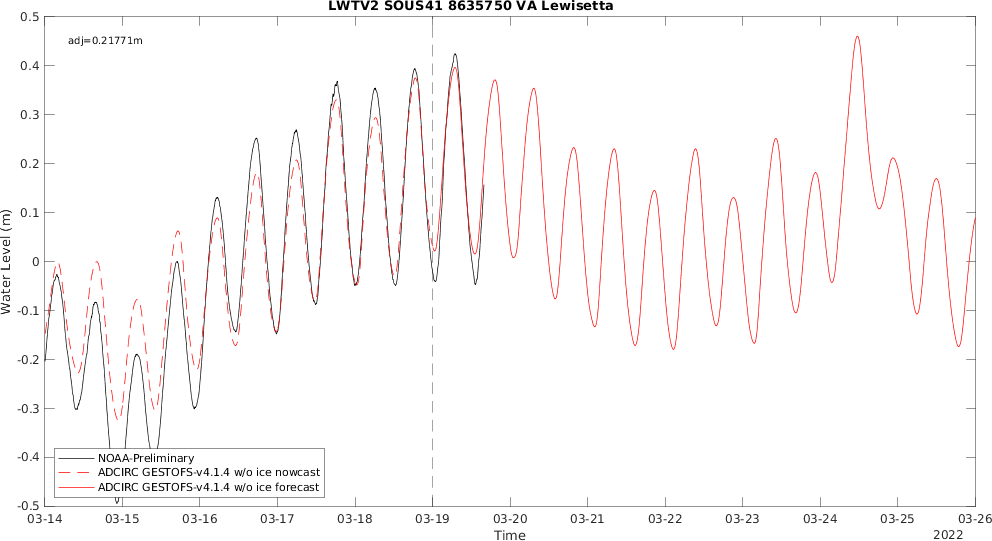 LWTV2 SOUS41 8635750 VA Lewisetta
adj=0.21771m
Water Level (m)
0.5
0.4
0.3
0.2
0.1
0
-0.1
-0.2
-0.3
-0.4
-0.5
NOAA-Preliminary
ADCIRC GESTOFS-v4.1.4 w/o ice nowcast
ADCIRC GESTOFS-v4.1.4 w/o ice forecast
03-14 03-15 03-16 03-17 03-18 03-19 03-20 03-21 03-22 03-23 03-24 03-25 03-26
Time
2022